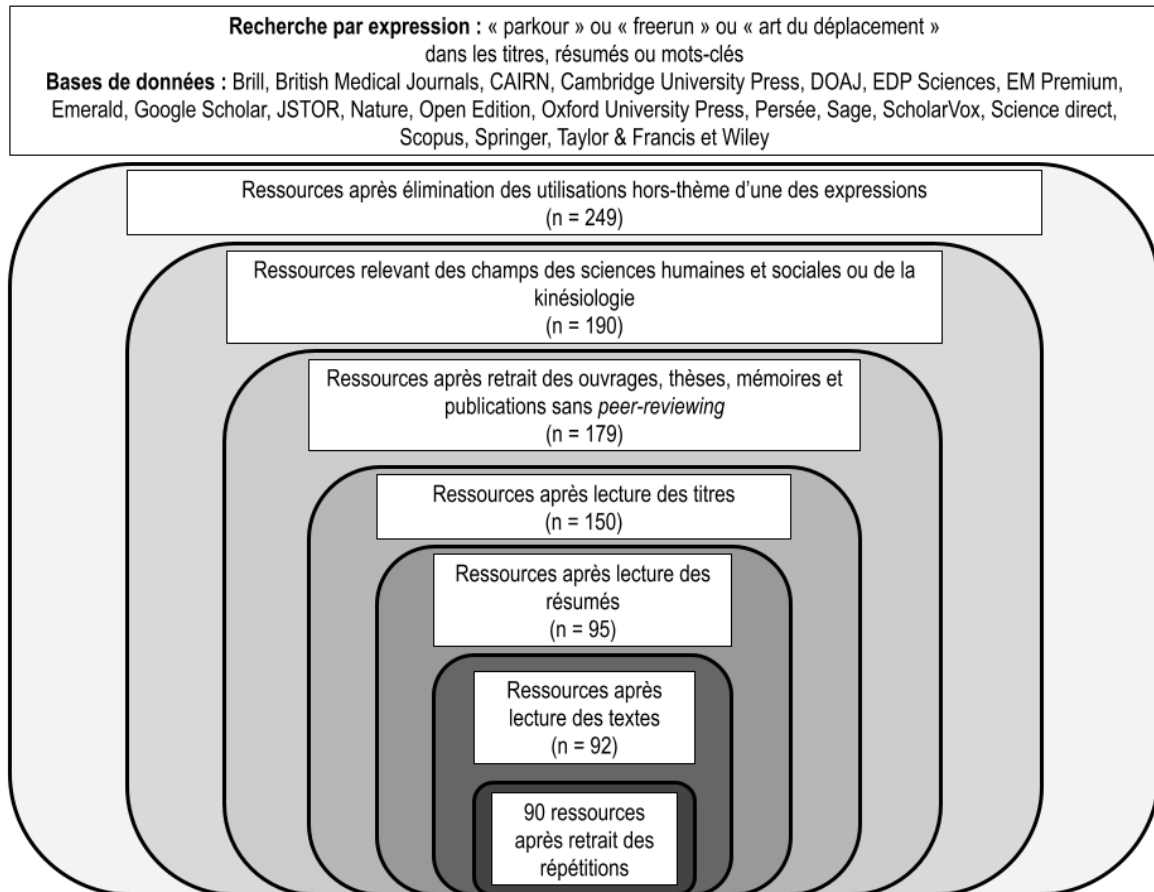 Recherche par expression : « parkour » ou « freerun » ou « art du déplacement »
dans les titres, résumés ou mots-clés
Bases de données : Brill, British Medical Journals, CAIRN, Cambridge University Press, DOAJ, EDP Sciences, EM Premium,
Emerald, Google Scholar, JSTOR, Nature, Open Edition, Oxford University Press, Persée, Sage, ScholarVox, Science direct,
Scopus, Springer, Taylor & Francis et Wiley
Ressources après élimination des utilisations hors-thème d'une des expressions
(n = 249)
Ressources relevant des champs des sciences humaines et sociales ou de la
kinésiologie
(n = 190)
Ressources après retrait des ouvrages, thèses, mémoires et
publications sans peer-reviewing
(n = 179)
Ressources après lecture des titres
(n = 150)
Ressources après lecture des
résumés
(n = 95)
Ressources après
lecture des textes
(n = 92)
90 ressources
après retrait des
répétitions